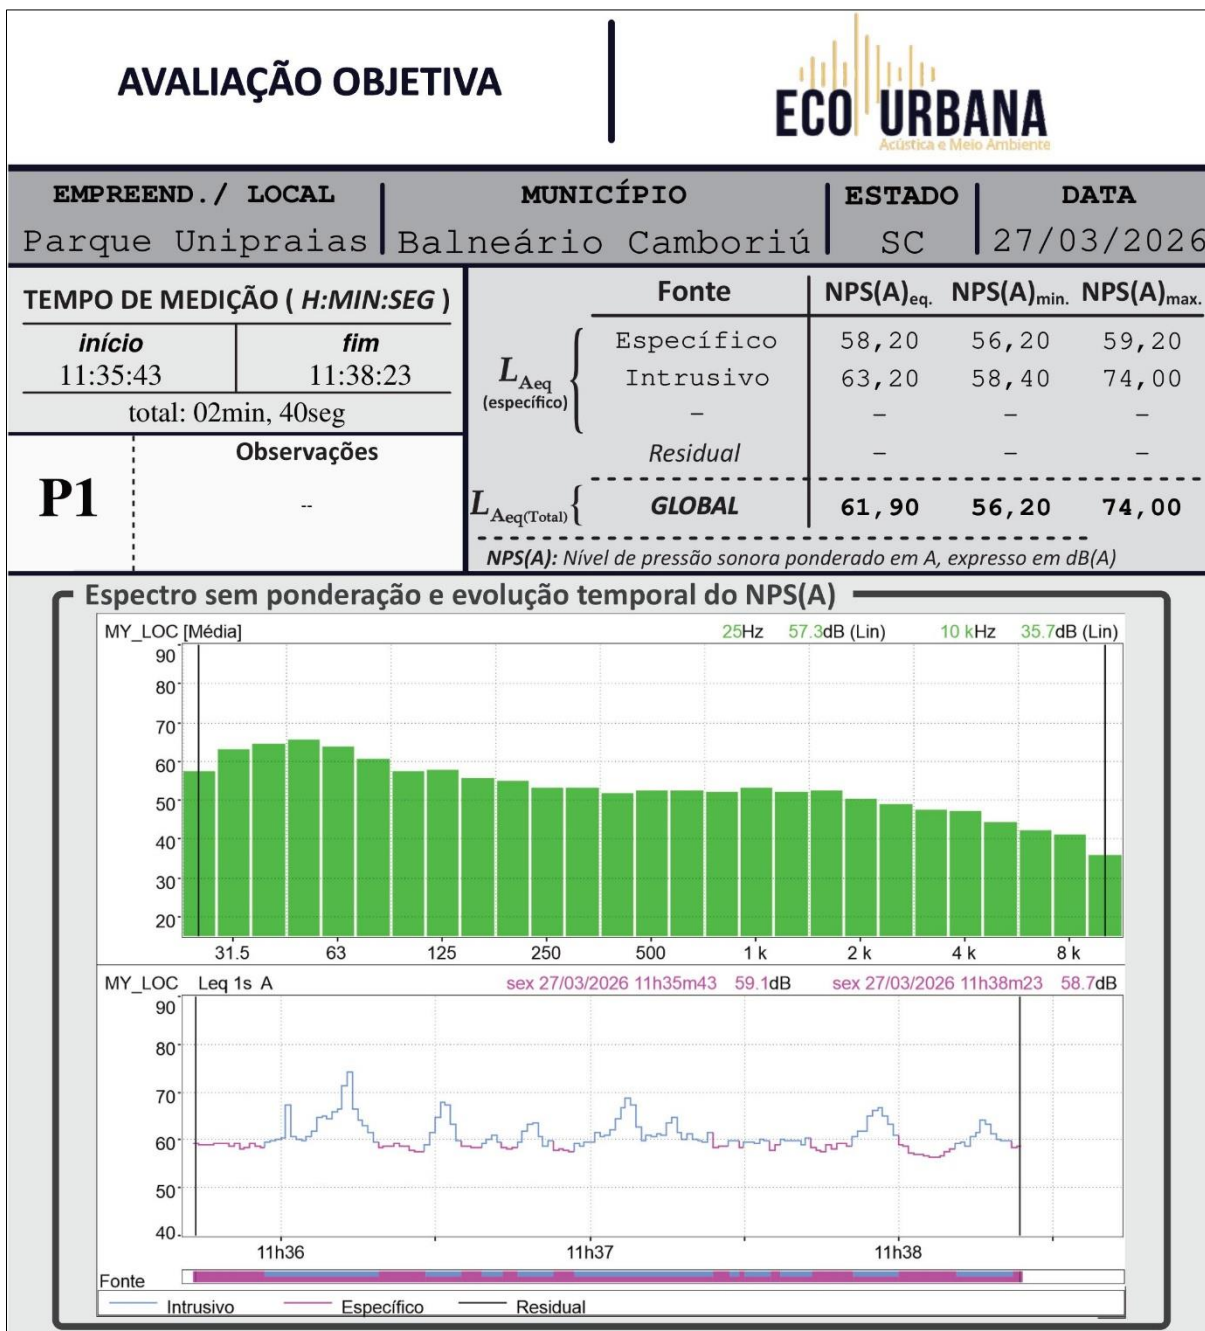 AVALIAÇÃO OBJETIVA
ECO URBANA
Acústica e Meio Ambiente
EMPREEND./ LOCAL MUNICÍPIO ESTADO DATA
Parque Unipraias Balneário Camboriú SC 27/03/2026
TEMPO DE MEDIÇÃO ( H:MIN:SEG )
início fim
11:35:43 11:38:23
total: 02min, 40seg
P1
Observações
--
Fonte NPS(A)eq. NPS(A)min. NPS(A)max.
LAeq (específico)
Específico 58,20 56,20 59,20
Intrusivo 63,20 58,40 74,00
– – – –
Residual – – –
LAeq(Total) GLOBAL 61,90 56,20 74,00
NPS(A): Nível de pressão sonora ponderado em A, expresso em dB(A)
Espectro sem ponderação e evolução temporal do NPS(A)
MY_LOC [Média] 25Hz 57.3dB (Lin) 10 kHz 35.7dB (Lin)
90
80
70
60
50
40
30
20
31.5 63 125 250 500 1 k 2 k 4 k 8 k
MY_LOC Leq 1s A sex 27/03/2026 11h35m43 59.1dB sex 27/03/2026 11h38m23 58.7dB
90
80
70
60
50
40
11h36 11h37 11h38
Fonte
Intrusivo Específico Residual